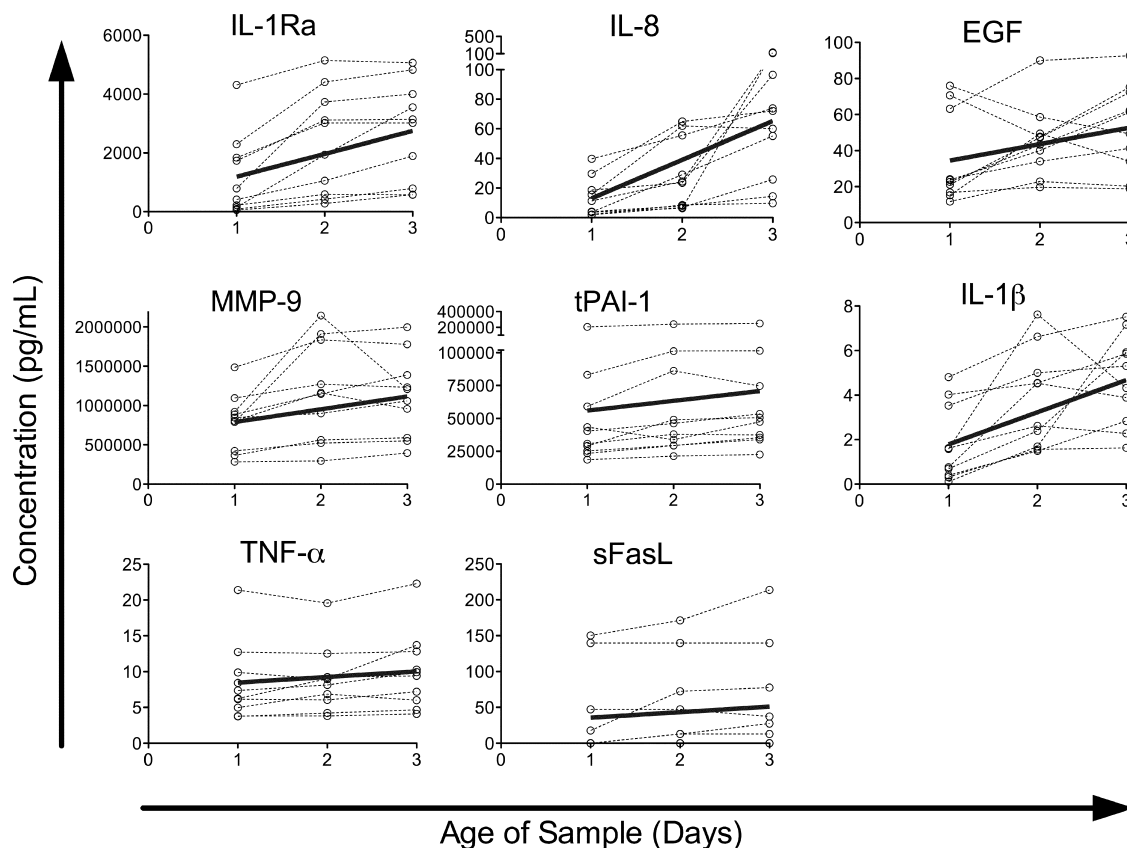 IL-1Ra
6000
4000
2000
0
0 1 2 3
IL-8
500
100
100
80
60
40
20
0
0 1 2 3
EGF
100
80
60
40
20
0
0 1 2 3
MMP-9
2000000
1500000
1000000
500000
0
0 1 2 3
tPAI-1
400000
200000
100000
75000
50000
25000
0
0 1 2 3
IL-1β
8
6
4
2
0
0 1 2 3
TNF-α
25
20
15
10
5
0
0 1 2 3
sFasL
250
200
150
100
50
0
0 1 2 3
Concentration (pg/mL)
Age of Sample (Days)